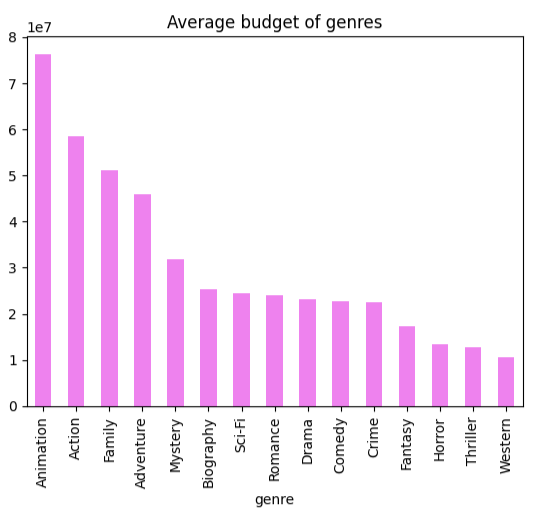 Average budget of genres
1e7
8
7
6
5
4
3
2
1
0
Animation
Action
Family
Adventure
Mystery
Biography
Sci-Fi
Romance
Drama
Comedy
Crime
Fantasy
Horror
Thriller
Western
genre